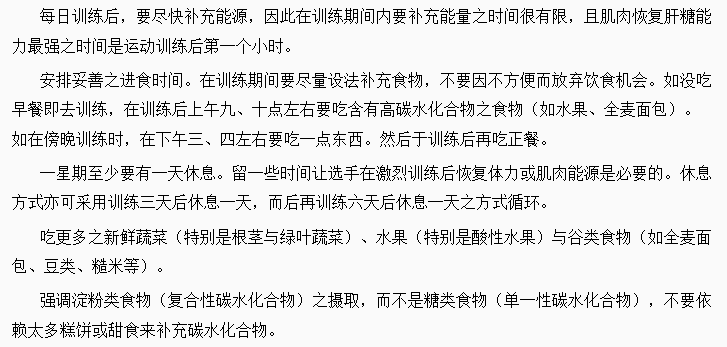 每日训练后，要尽快补充能源，因此在训练期间内要补充能量之时间很有限，且肌肉恢复肝糖能
力最强之时间是运动训练后第一个小时。
安排妥善之进食时间。在训练期间要尽量设法补充食物，不要因不方便而放弃饮食机会。如没吃
早餐即去训练，在训练后上午九、十点左右要吃含有高碳水化合物之食物（如水果、全麦面包）。
如在傍晚训练时，在下午三、四左右要吃一点东西。然后于训练后再吃正餐。
一星期至少要有一天休息。留一些时间让选手在激烈训练后恢复体力或肌肉能源是必要的。休息
方式亦可采用训练三天后休息一天，而后再训练六天后休息一天之方式循环。
吃更多之新鲜蔬菜（特别是根茎与绿叶蔬菜）、水果（特别是酸性水果）与谷类食物（如全麦面
包、豆类、糙米等）。
强调淀粉类食物（复合性碳水化合物）之摄取，而不是糖类食物（单一性碳水化合物），不要依
赖太多糕饼或甜食来补充碳水化合物。